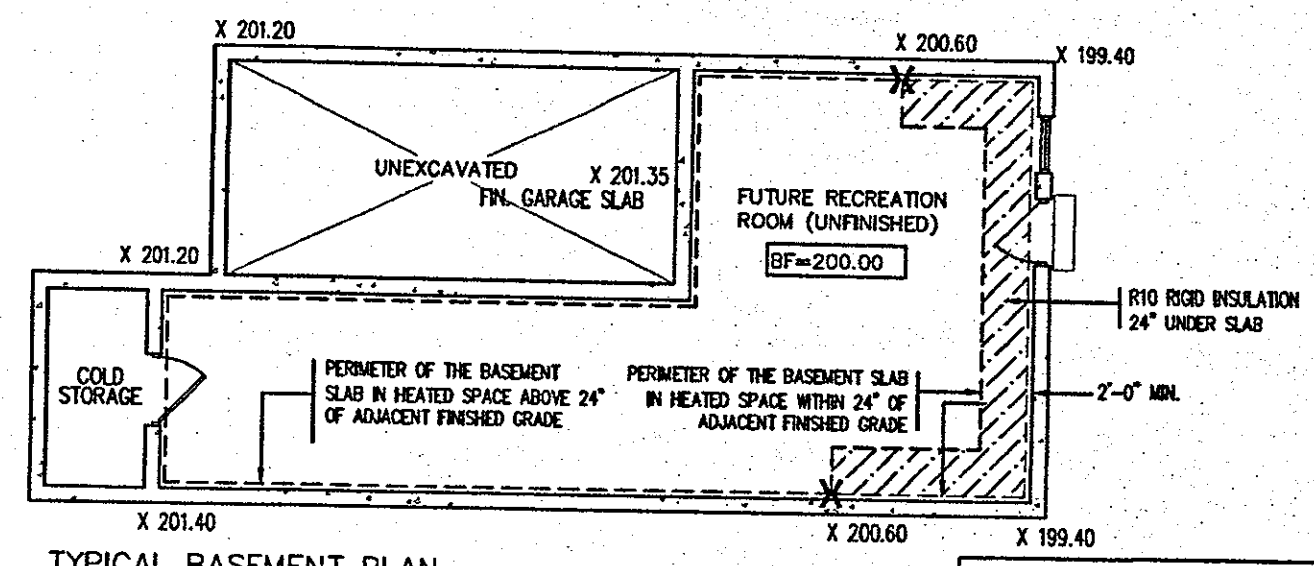 X 201.20
X 200.60
X 199.40
UNEXCAVATED
X 201.35
FIN. GARAGE SLAB
FUTURE RECREATION
ROOM (UNFINISHED)
BF=200.00
X 201.20
R10 RIGID INSULATION
24" UNDER SLAB
COLD
STORAGE
PERIMETER OF THE BASEMENT
SLAB IN HEATED SPACE ABOVE 24"
OF ADJACENT FINISHED GRADE
PERIMETER OF THE BASEMENT SLAB
IN HEATED SPACE WITHIN 24" OF
ADJACENT FINISHED GRADE
2'-0" MIN.
X 201.40
X 200.60
X 199.40
TYPICAL BASEMENT PLAN